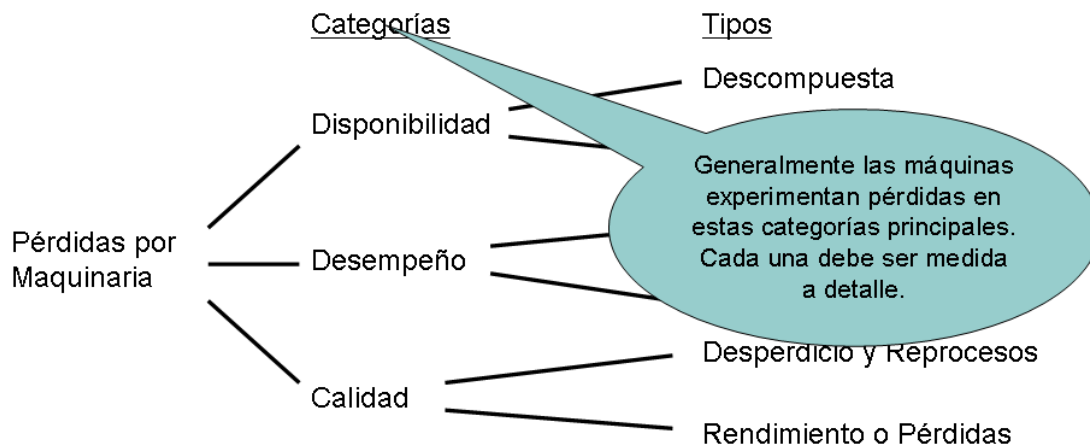 Categorías
Tipos
Descompuesta
Disponibilidad
Generalmente las máquinas
experimentan pérdidas en
estas categorías principales.
Cada una debe ser medida
a detalle.
Pérdidas por
Maquinaria
Desempeño
Desperdicio y Reprocesos
Calidad
Rendimiento o Pérdidas